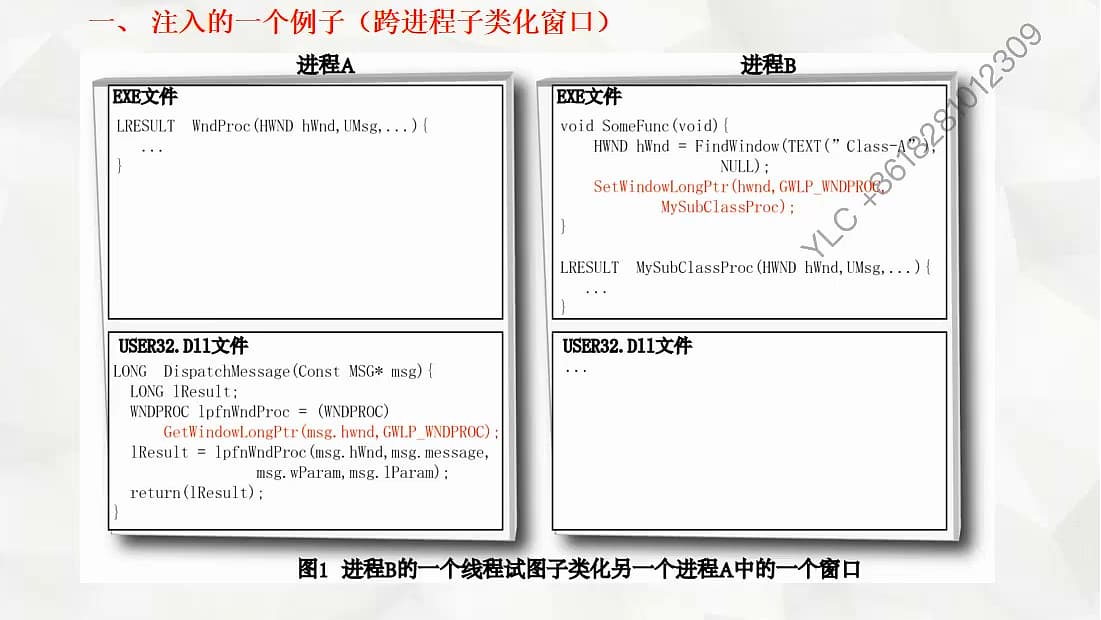 一、 注入的一个例子（跨进程子类化窗口）
进程A
EXE文件
LRESULT WndProc(HWND hWnd,UMsg,...){
...
}
USER32.Dll文件
LONG DispatchMessage(Const MSG* msg){
LONG lResult;
WNDPROC lpfnWndProc = (WNDPROC)
GetWindowLongPtr(msg.hwnd,GWLP_WNDPROC);
lResult = lpfnWndProc(msg.hWnd,msg.message,
msg.wParam,msg.lParam);
return(lResult);
}
进程B
EXE文件
void SomeFunc(void){
HWND hWnd = FindWindow(TEXT(”Class-A”),
NULL);
SetWindowLongPtr(hwnd,GWLP_WNDPROC,
MySubClassProc);
}
LRESULT MySubClassProc(HWND hWnd,UMsg,...){
...
}
USER32.Dll文件
...
图1 进程B的一个线程试图子类化另一个进程A中的一个窗口
YLC +8618281012309